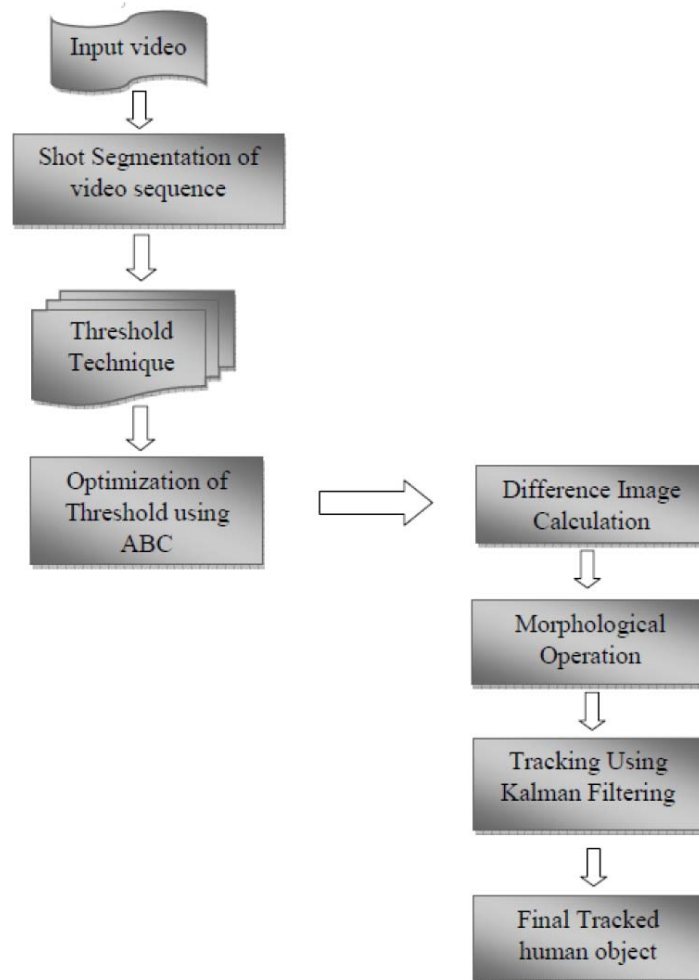 Input video
Shot Segmentation of
video sequence
Threshold
Technique
Optimization of
Threshold using
ABC
Difference Image
Calculation
Morphological
Operation
Tracking Using
Kalman Filtering
Final Tracked
human object